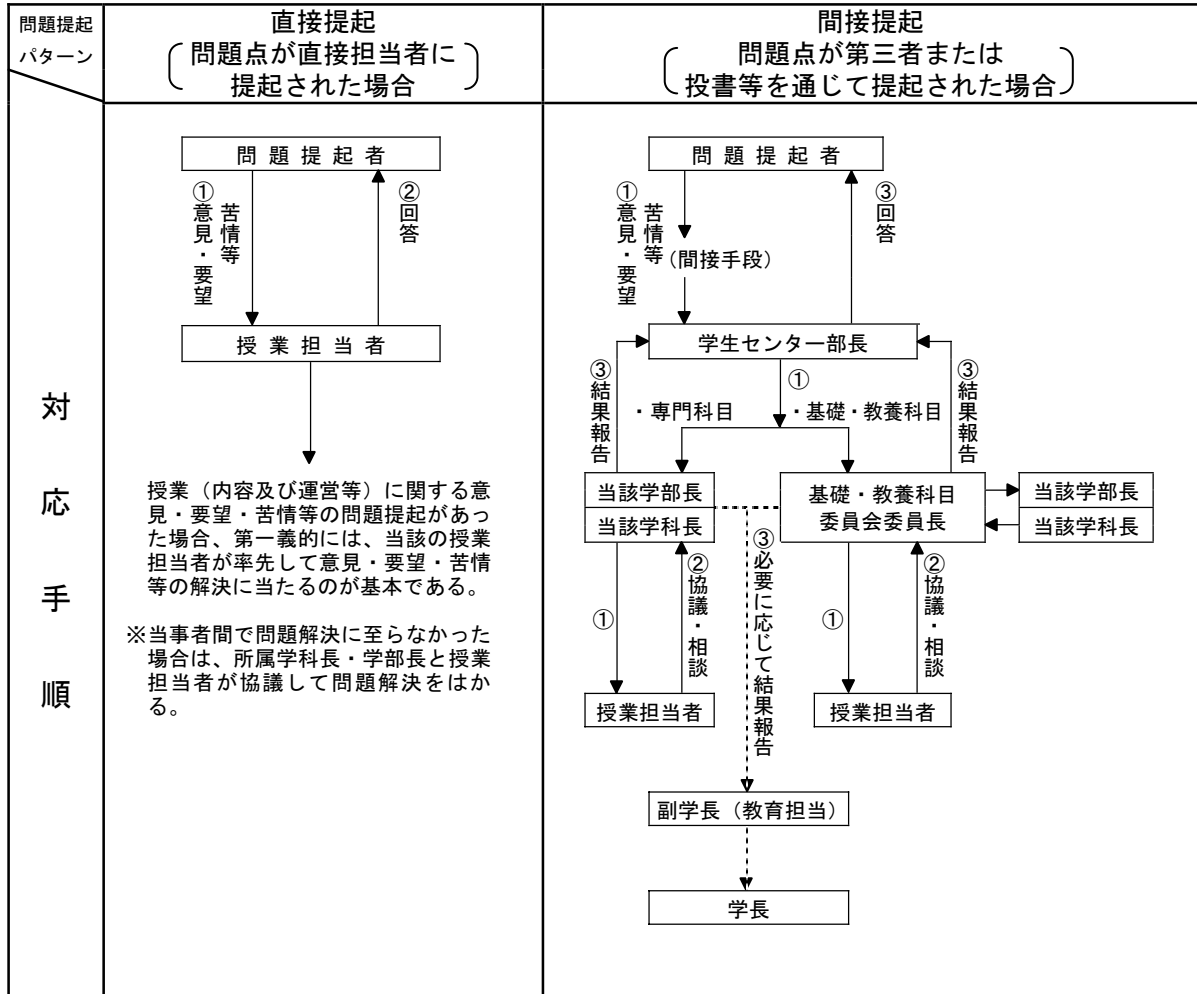 問題提起
パターン
直接提起
問題点が直接担当者に
提起された場合
間接提起
問題点が第三者または
投書等を通じて提起された場合
対応手順
問題提起者
①意見・要望
苦情等
②回答
授業担当者
授業（内容及び運営等）に関する意
見・要望・苦情等の問題提起があっ
た場合、第一義的には、当該の授業
担当者が率先して意見・要望・苦情
等の解決に当たるのが基本である。
※当事者間で問題解決に至らなかった
場合は、所属学科長・学部長と授業
担当者が協議して問題解決をはか
る。
問題提起者
①意見・要望
苦情等
（間接手段）
③回答
学生センター部長
③結果報告
①
・専門科目
・基礎・教養科目
③結果報告
当該学部長
当該学科長
基礎・教養科目
委員会委員長
当該学部長
当該学科長
①
②協議・相談
③必要に応じて結果報告
①
②協議・相談
授業担当者
授業担当者
副学長（教育担当）
学長